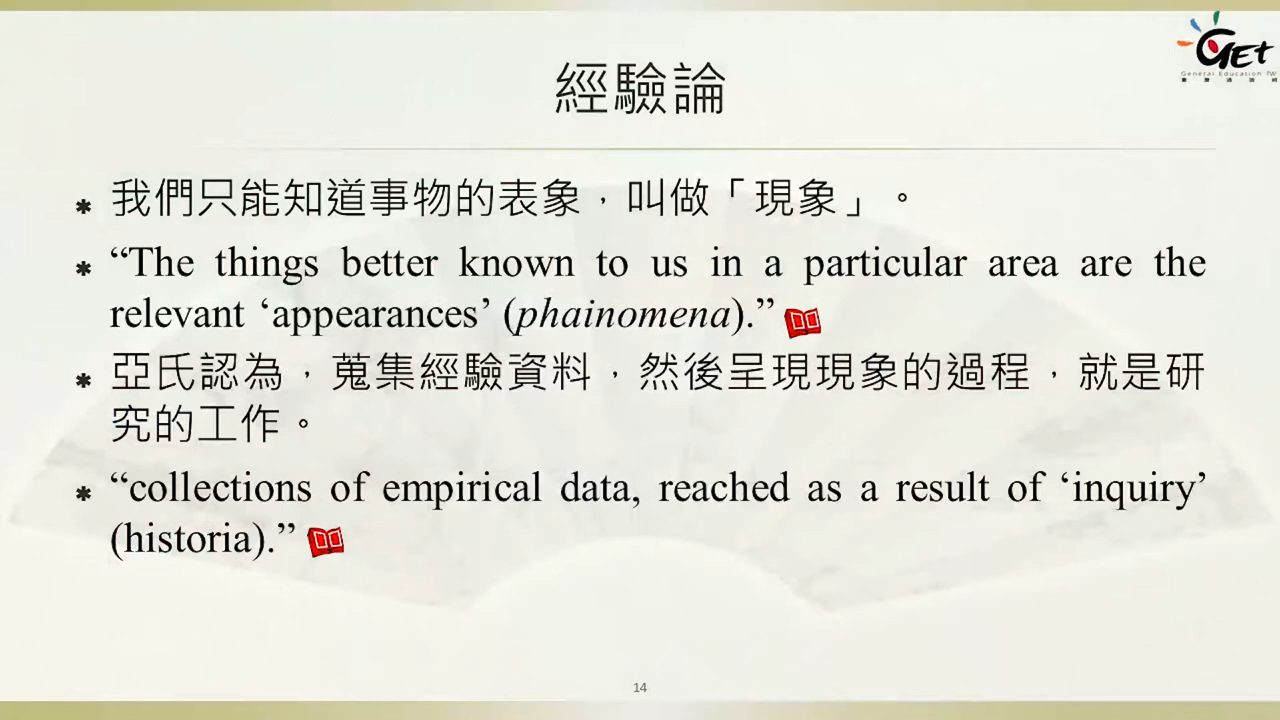 GET
General Education TW
經驗論
我們只能知道事物的表象，叫做「現象」。
“The things better known to us in a particular area are the
relevant ‘appearances’ (phainomena).”
亞氏認為，蒐集經驗資料，然後呈現現象的過程，就是研
究的工作。
“collections of empirical data, reached as a result of ‘inquiry’
(historia).”
14